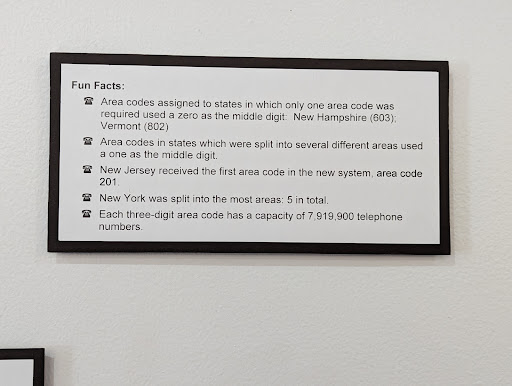 Fun Facts:
☎ Area codes assigned to states in which only one area code was
required used a zero as the middle digit: New Hampshire (603);
Vermont (802)
☎ Area codes in states which were split into several different areas used
a one as the middle digit.
☎ New Jersey received the first area code in the new system, area code
201.
☎ New York was split into the most areas: 5 in total.
☎ Each three-digit area code has a capacity of 7,919,900 telephone
numbers.